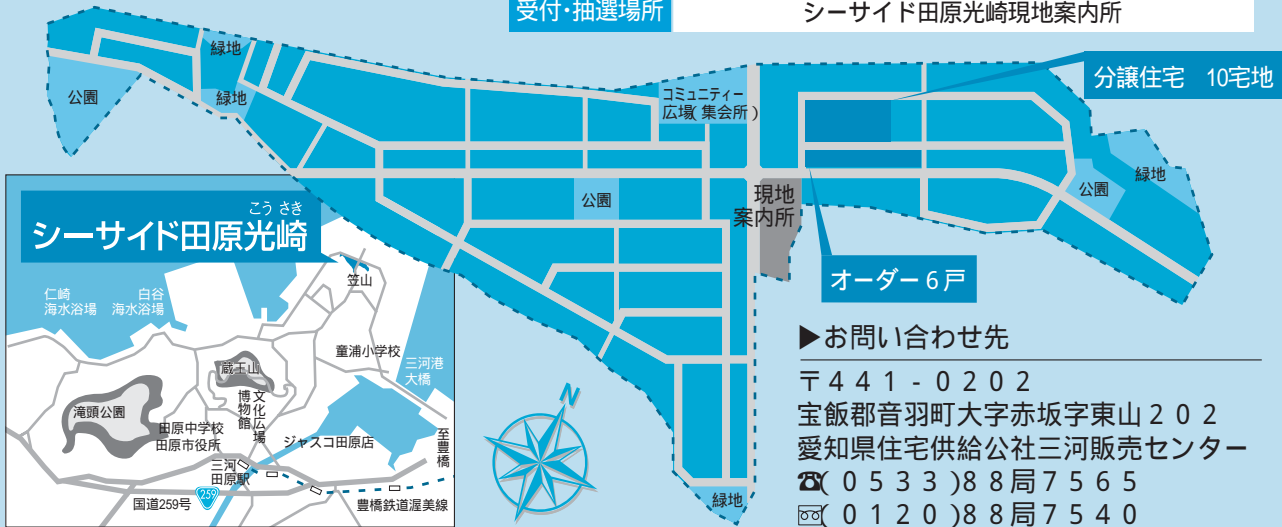 受付・抽選場所
シーサイド田原光崎現地案内所
緑地
公園
緑地
コミュニティー
広場(集会所)
分譲住宅 10宅地
公園
現地
案内所
公園
緑地
オーダー6戸
緑地
こうさき
シーサイド田原光崎
笠山
仁崎
海水浴場
白谷
海水浴場
童浦小学校
三河港
大橋
蔵王山
滝頭公園
文化広場
博物館
田原中学校
田原市役所
ジャスコ田原店
至豊橋
三河
田原駅
国道259号
259
豊橋鉄道渥美線
N
▶お問い合わせ先
〒441-0202
宝飯郡音羽町大字赤坂字東山202
愛知県住宅供給公社三河販売センター
☎(0533)88局7565
(0120)88局7540